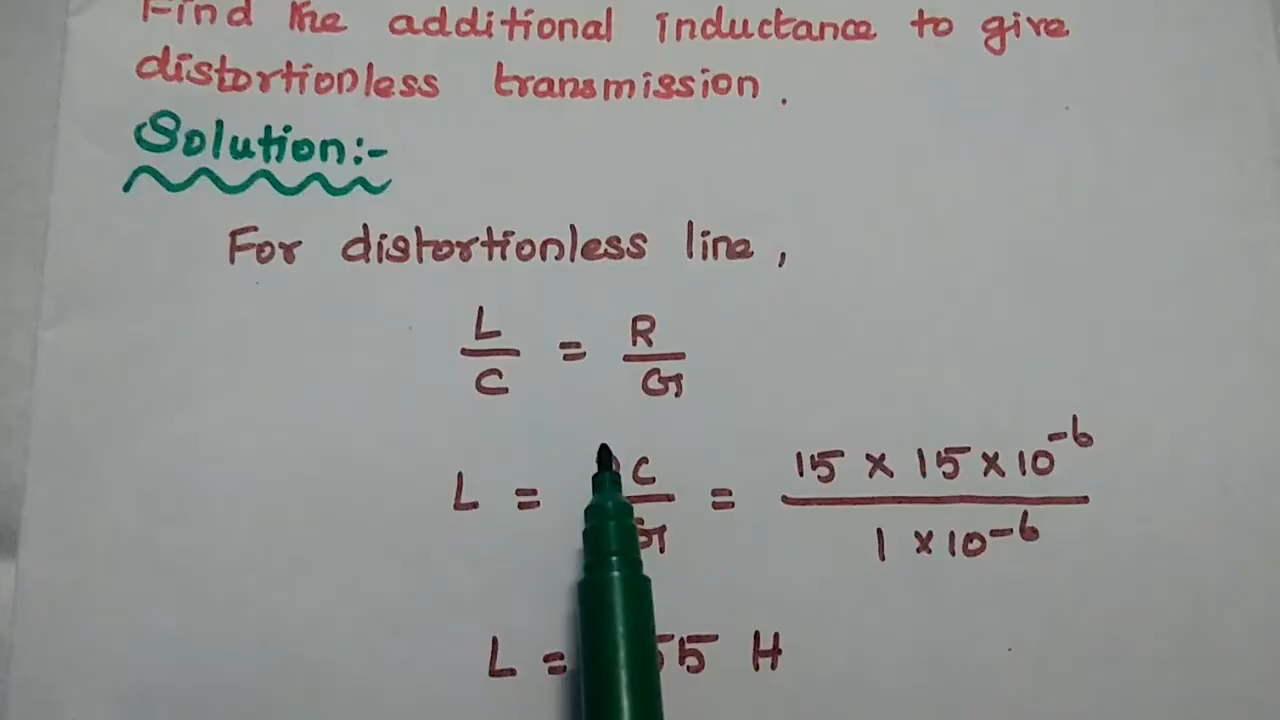 Find the additional inductance to give
distortionless transmission.
Solution:-
For distortionless line,
L/C = R/G
L = C/G = 15 × 15 × 10^-6 / 1 × 10^-6
L = 55 H